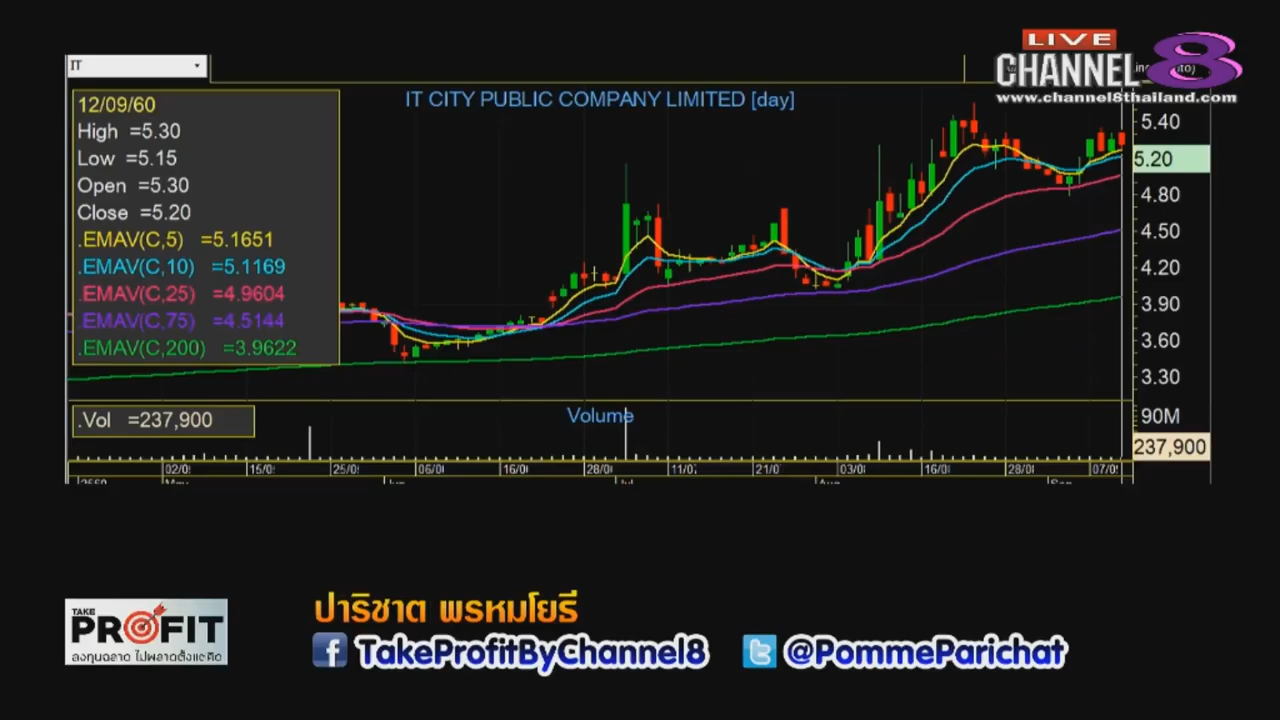 IT
LIVE
CHANNEL 8
www.channel8thailand.com
12/09/60
High =5.30
Low =5.15
Open =5.30
Close =5.20
.EMAV(C,5) =5.1651
.EMAV(C,10) =5.1169
.EMAV(C,25) =4.9604
.EMAV(C,75) =4.5144
.EMAV(C,200) =3.9622
IT CITY PUBLIC COMPANY LIMITED [day]
5.40
5.20
4.80
4.50
4.20
3.90
3.60
3.30
.Vol =237,900
Volume
90M
237,900
02/0 15/0 25/0 06/0 16/0 28/0 11/0 21/0 03/0 16/0 28/0 07/0
TAKE
PROFIT
ลงทุนฉลาด ไม่พลาดตั้งแต่คิด
ปาริชาต พรหมโยธี
TakeProfitByChannel8
@PommeParichat